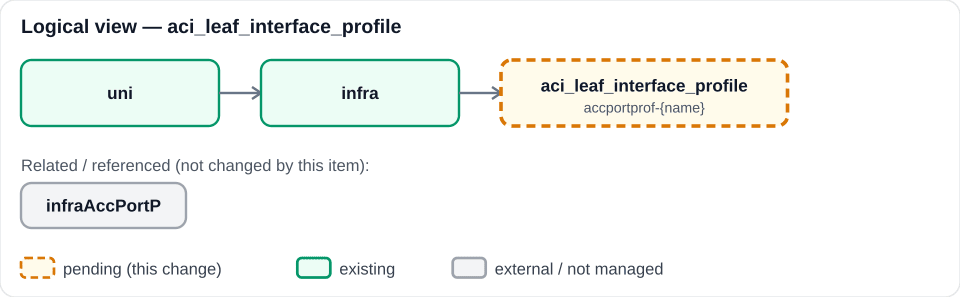 Logical view — aci_leaf_interface_profile
uni
infra
aci_leaf_interface_profile
accportprof-{name}
Related / referenced (not changed by this item):
infraAccPortP
pending (this change)
existing
external / not managed